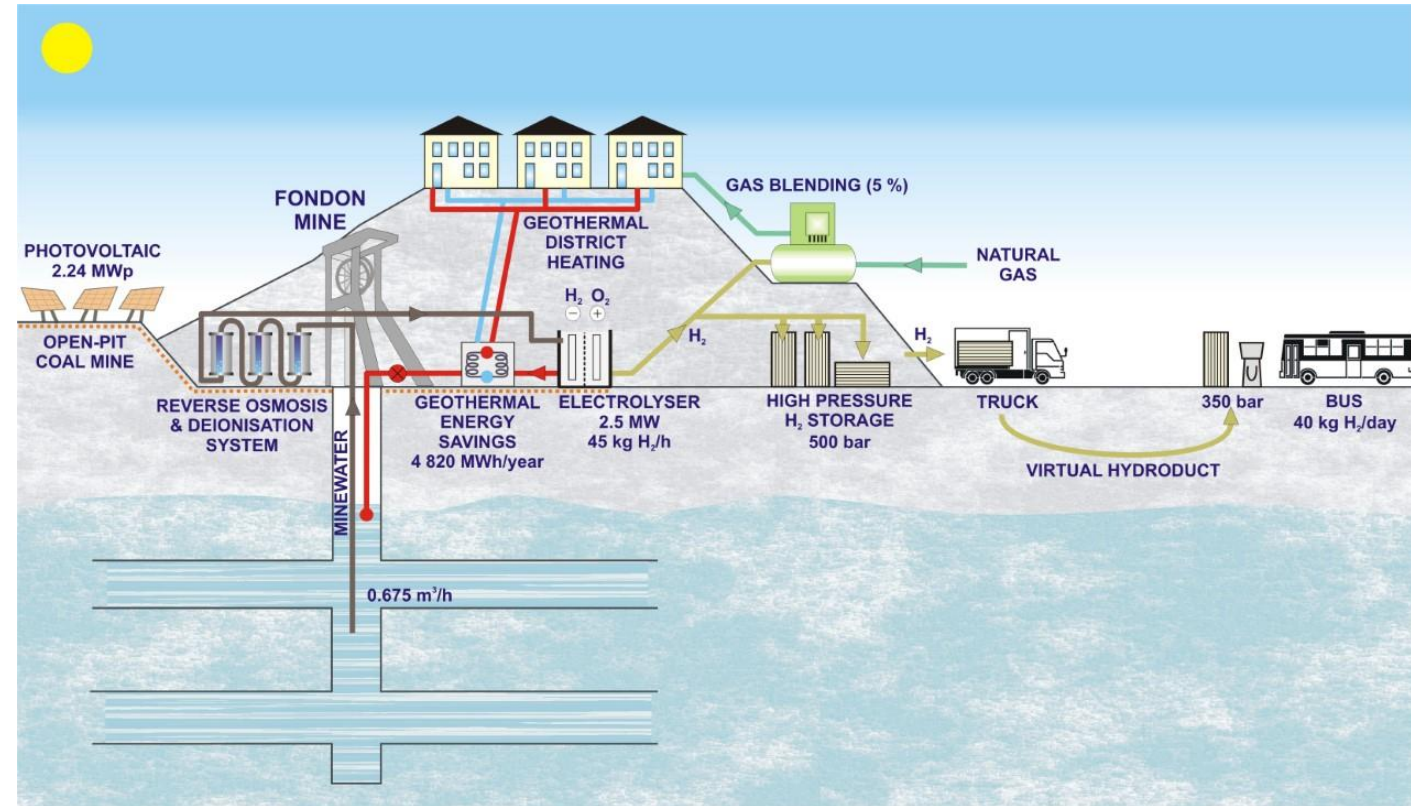 FONDON
MINE
PHOTOVOLTAIC
2.24 MWp
OPEN-PIT
COAL MINE
REVERSE OSMOSIS
& DEIONISATION
SYSTEM
MINEWATER
0.675 m³/h
GEOTHERMAL
DISTRICT
HEATING
GEOTHERMAL
ENERGY
SAVINGS
4 820 MWh/year
H₂ O₂
− +
ELECTROLYSER
2.5 MW
45 kg H₂/h
H₂
GAS BLENDING (5 %)
NATURAL
GAS
HIGH PRESSURE
H₂ STORAGE
500 bar
H₂
TRUCK
VIRTUAL HYDRODUCT
350 bar
BUS
40 kg H₂/day